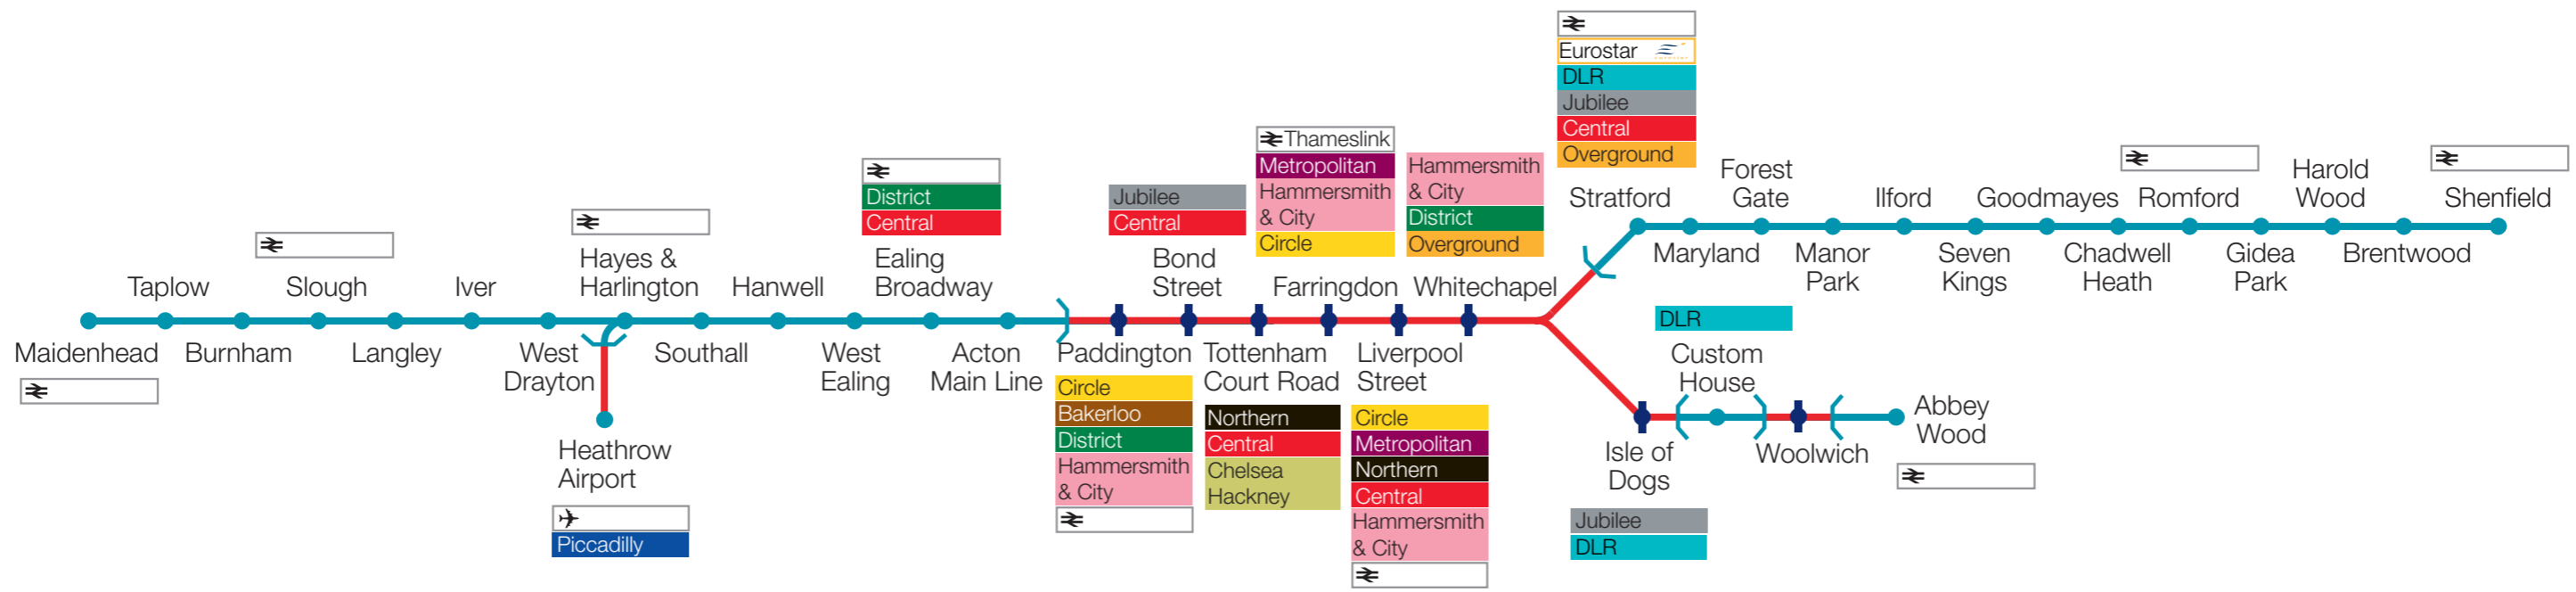 Eurostar
DLR
Jubilee
Central
Overground
Stratford
Thameslink
Metropolitan
Hammersmith
& City
Circle
Farringdon
Hammersmith
& City
District
Overground
Whitechapel
Jubilee
Central
Bond
Street
District
Central
Ealing
Broadway
Forest
Gate
Ilford
Goodmayes
Romford
Harold
Wood
Shenfield
Maryland
Manor
Park
Seven
Kings
Chadwell
Heath
Gidea
Park
Brentwood
Taplow
Slough
Iver
Hayes &
Harlington
Hanwell
Maidenhead
Burnham
Langley
West
Drayton
Southall
West
Ealing
Acton
Main Line
Paddington
Circle
Bakerloo
District
Hammersmith
& City
Tottenham
Court Road
Northern
Central
Chelsea
Hackney
Liverpool
Street
Circle
Metropolitan
Northern
Central
Hammersmith
& City
Heathrow
Airport
Piccadilly
DLR
Custom
House
Isle of
Dogs
Jubilee
DLR
Woolwich
Abbey
Wood